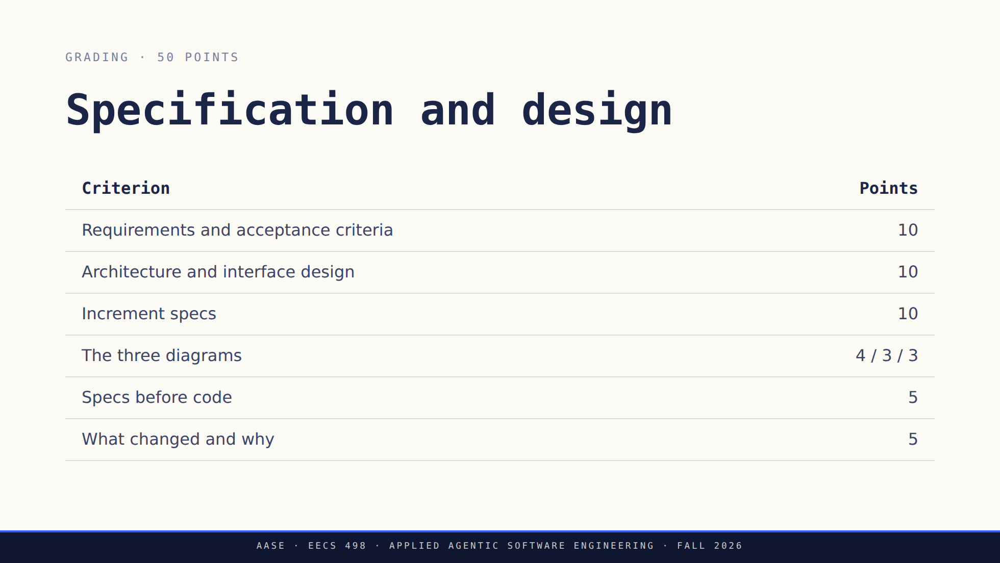 GRADING · 50 POINTS
Specification and design
Criterion Points
Requirements and acceptance criteria 10
Architecture and interface design 10
Increment specs 10
The three diagrams 4 / 3 / 3
Specs before code 5
What changed and why 5
AASE · EECS 498 · APPLIED AGENTIC SOFTWARE ENGINEERING · FALL 2026